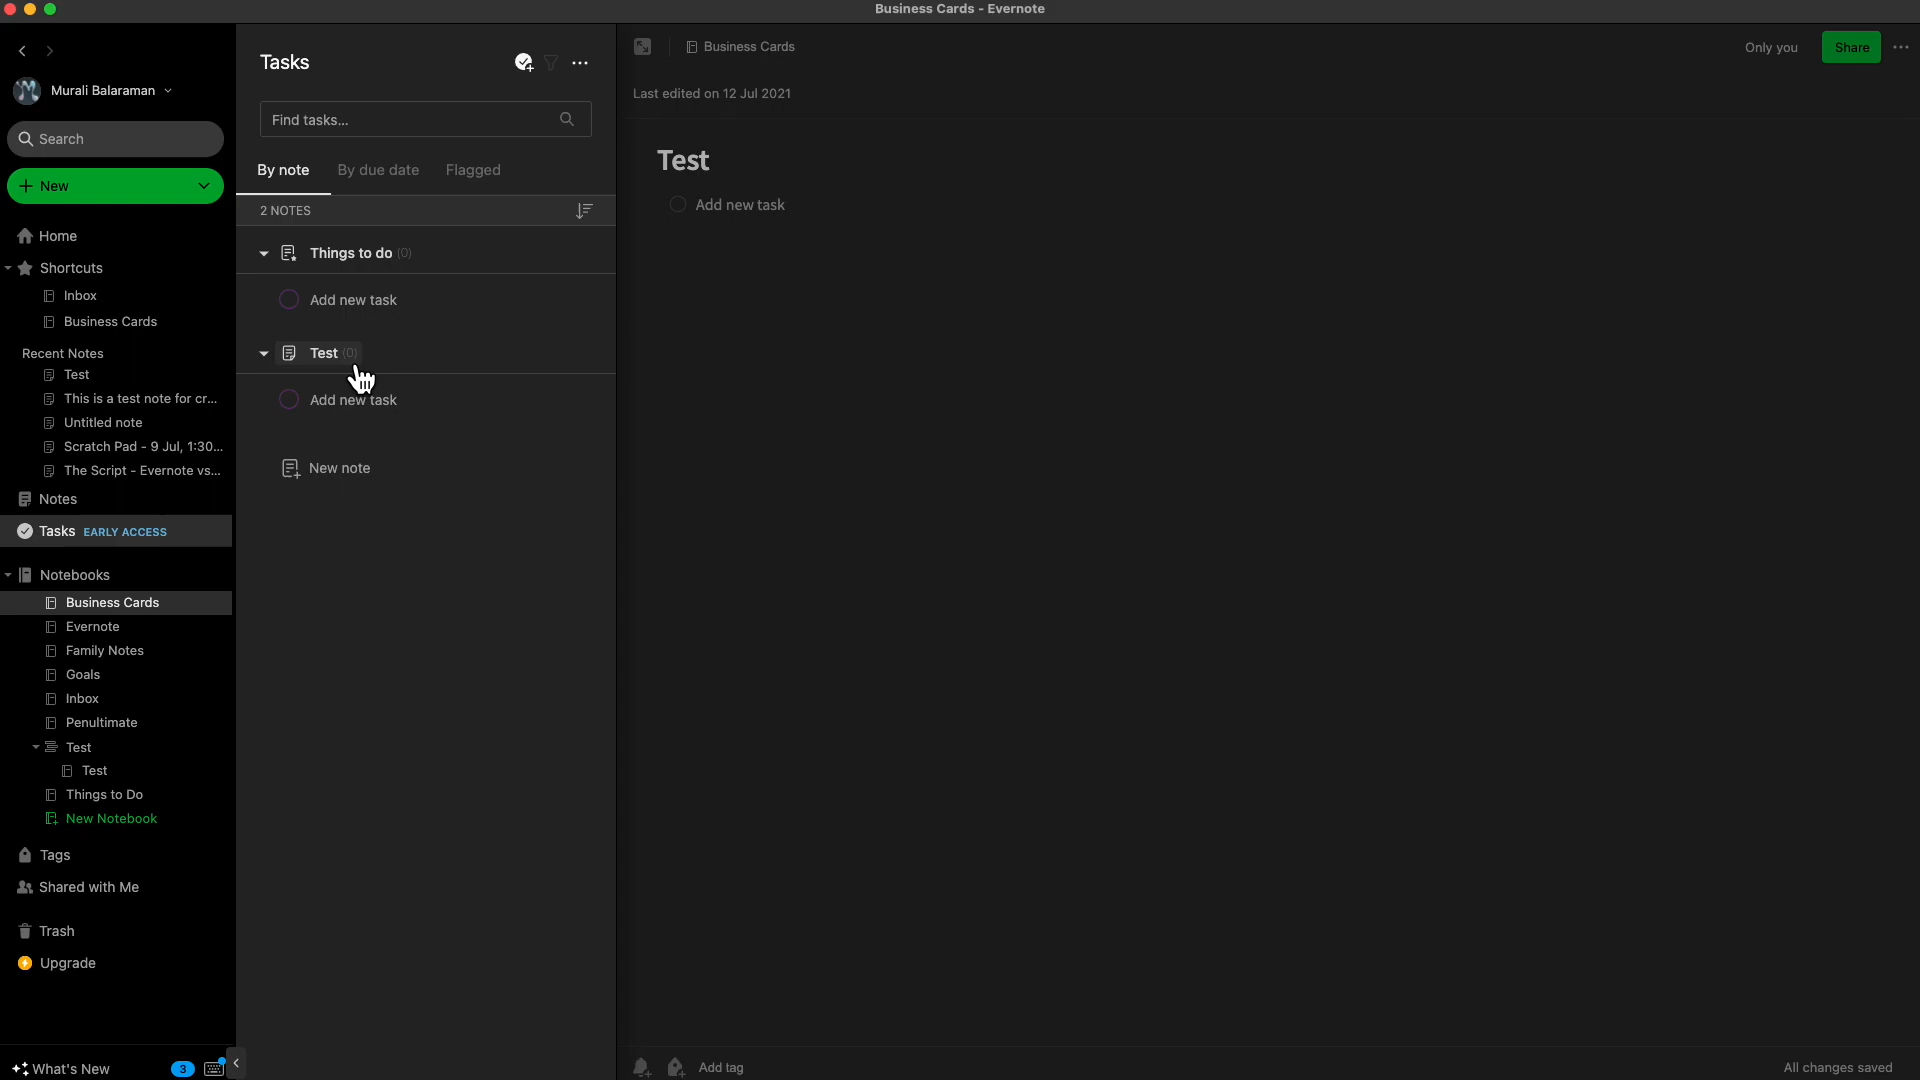 Business Cards - Evernote
Murali Balaraman
Search
New
Home
Shortcuts
Inbox
Business Cards
Recent Notes
Test
This is a test note for cr...
Untitled note
Scratch Pad - 9 Jul, 1:30...
The Script - Evernote vs...
Notes
Tasks EARLY ACCESS
Notebooks
Business Cards
Evernote
Family Notes
Goals
Inbox
Penultimate
Test
Test
Things to Do
New Notebook
Tags
Shared with Me
Trash
Upgrade
What's New 3
Tasks
Find tasks...
By note By due date Flagged
2 NOTES
Things to do (0)
Add new task
Test (0)
Add new task
New note
Business Cards
Only you Share
Last edited on 12 Jul 2021
Test
Add new task
Add tag
All changes saved